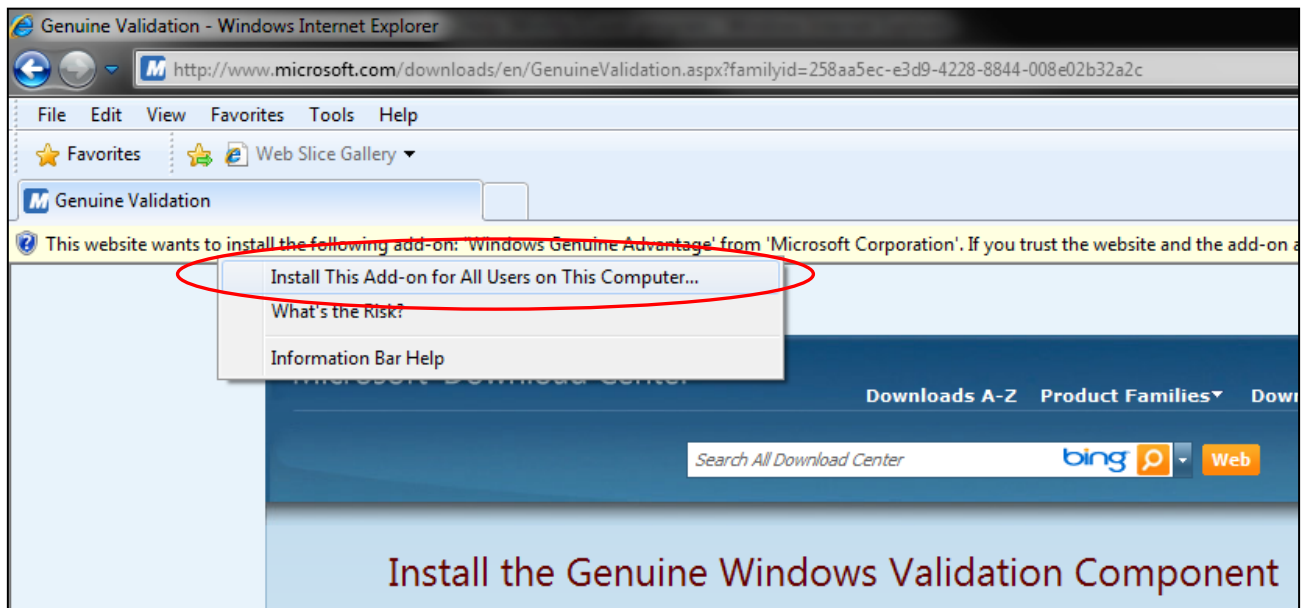 Genuine Validation - Windows Internet Explorer
http://www.microsoft.com/downloads/en/GenuineValidation.aspx?familyid=258aa5ec-e3d9-4228-8844-008e02b32a2c
File Edit View Favorites Tools Help
Favorites Web Slice Gallery
Genuine Validation
This website wants to install the following add-on: 'Windows Genuine Advantage' from 'Microsoft Corporation'. If you trust the website and the add-on a
Install This Add-on for All Users on This Computer...
What's the Risk?
Information Bar Help
Microsoft Download Center
Downloads A-Z Product Families Down
Search All Download Center bing Web
Install the Genuine Windows Validation Component